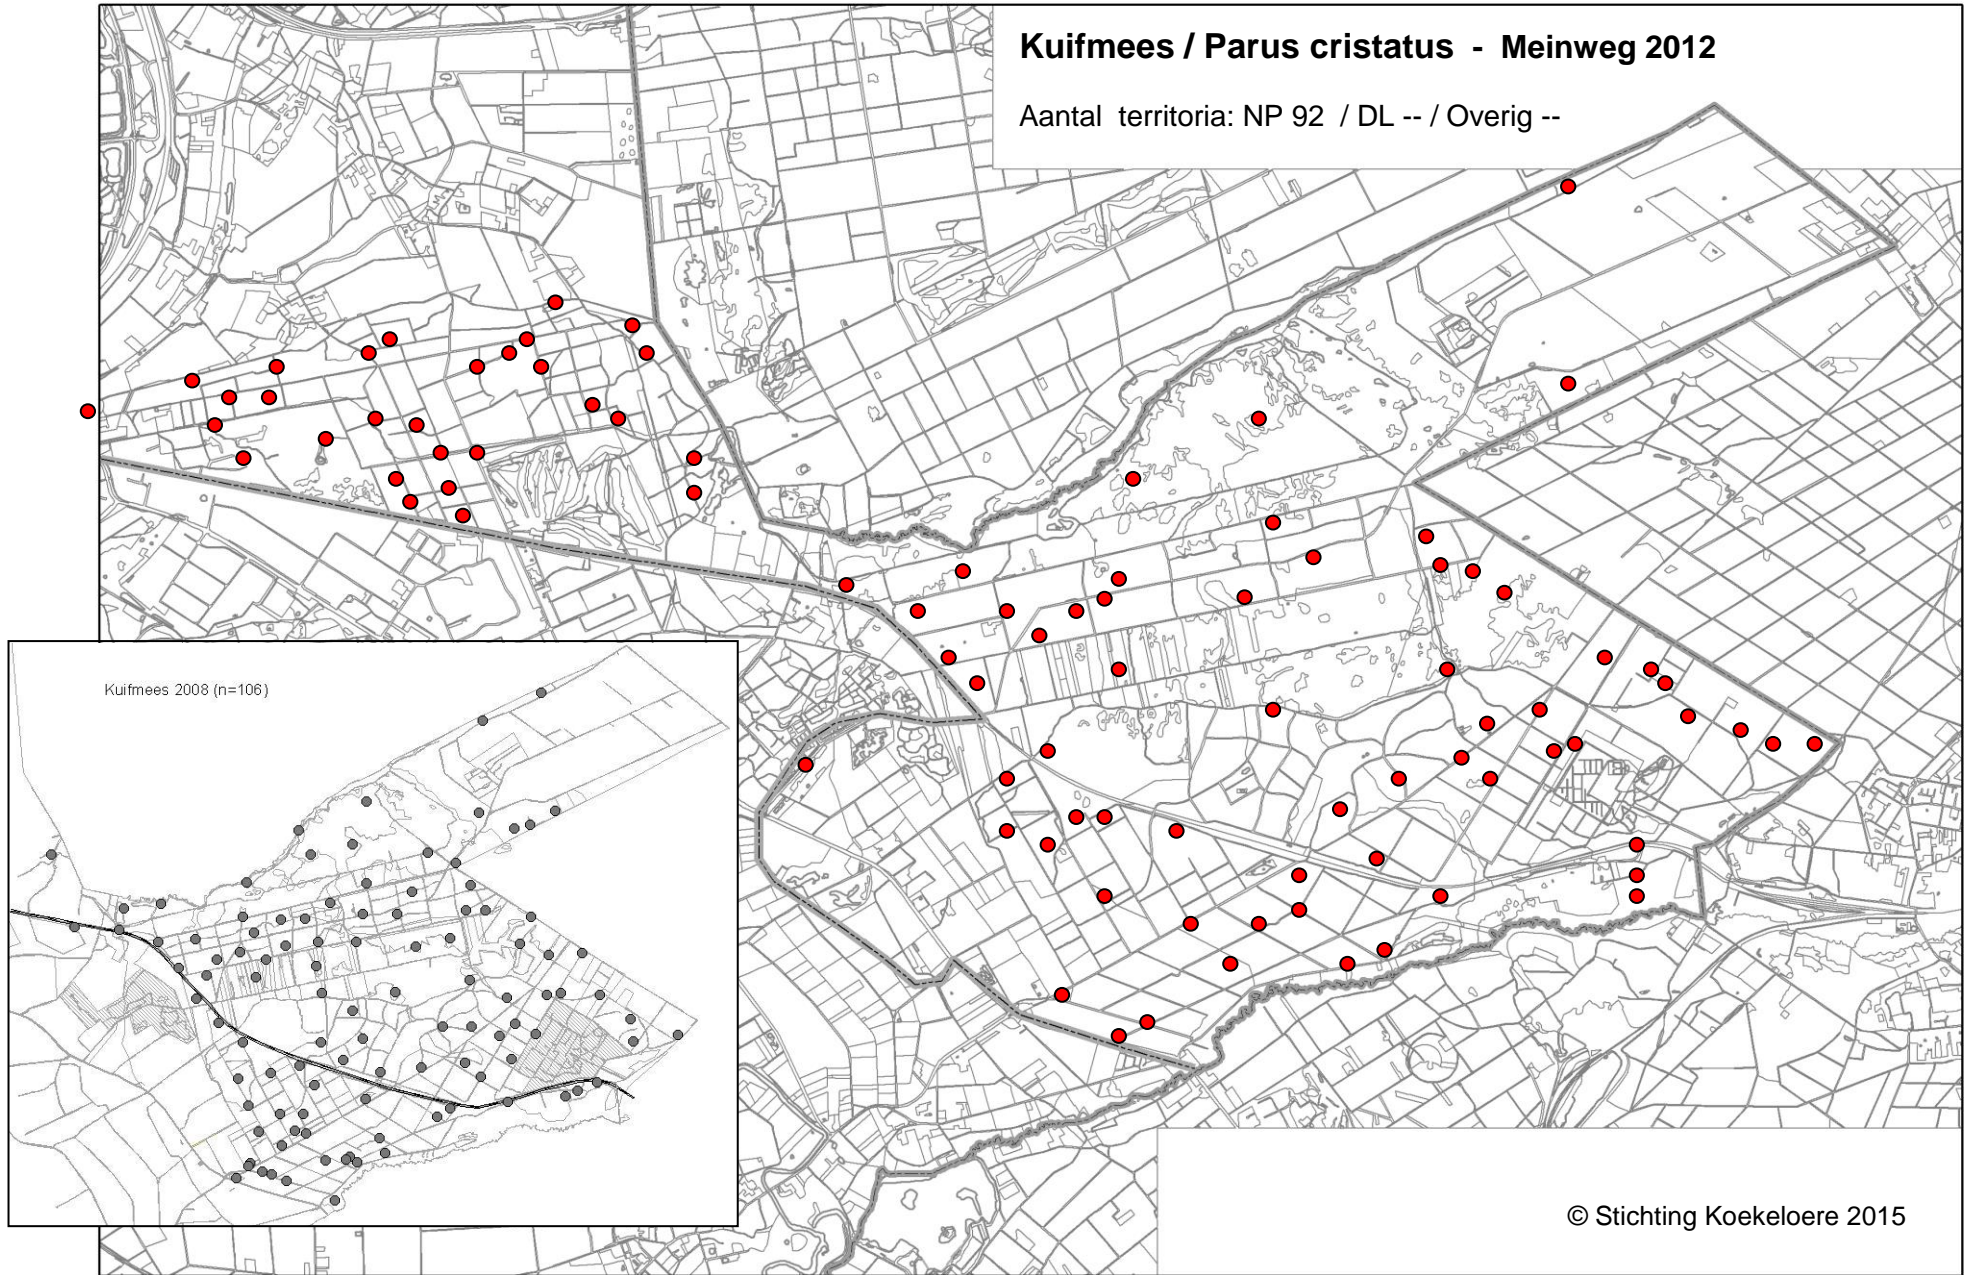 Kuifmees / Parus cristatus - Meinweg 2012
Aantal territoria: NP 92 / DL -- / Overig --
Kuifmees 2008 (n=106)
© Stichting Koekeloere 2015